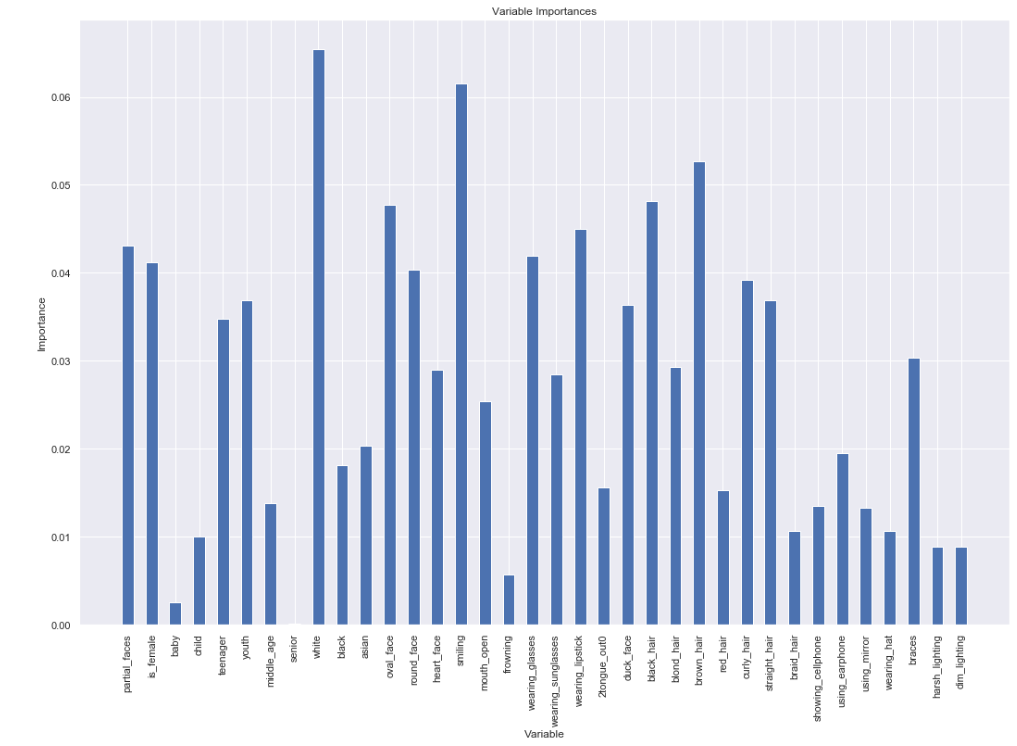 Variable Importances
0.06
0.05
0.04
0.03
0.02
0.01
0.00
Importance
partial_faces
is_female
baby
child
teenager
youth
middle_age
senior
white
black
asian
oval_face
round_face
heart_face
smiling
mouth_open
frowning
wearing_glasses
wearing_sunglasses
wearing_lipstick
2tongue_out0
duck_face
black_hair
blond_hair
brown_hair
red_hair
curly_hair
straight_hair
braid_hair
showing_cellphone
using_earphone
using_mirror
wearing_hat
braces
harsh_lighting
dim_lighting
Variable